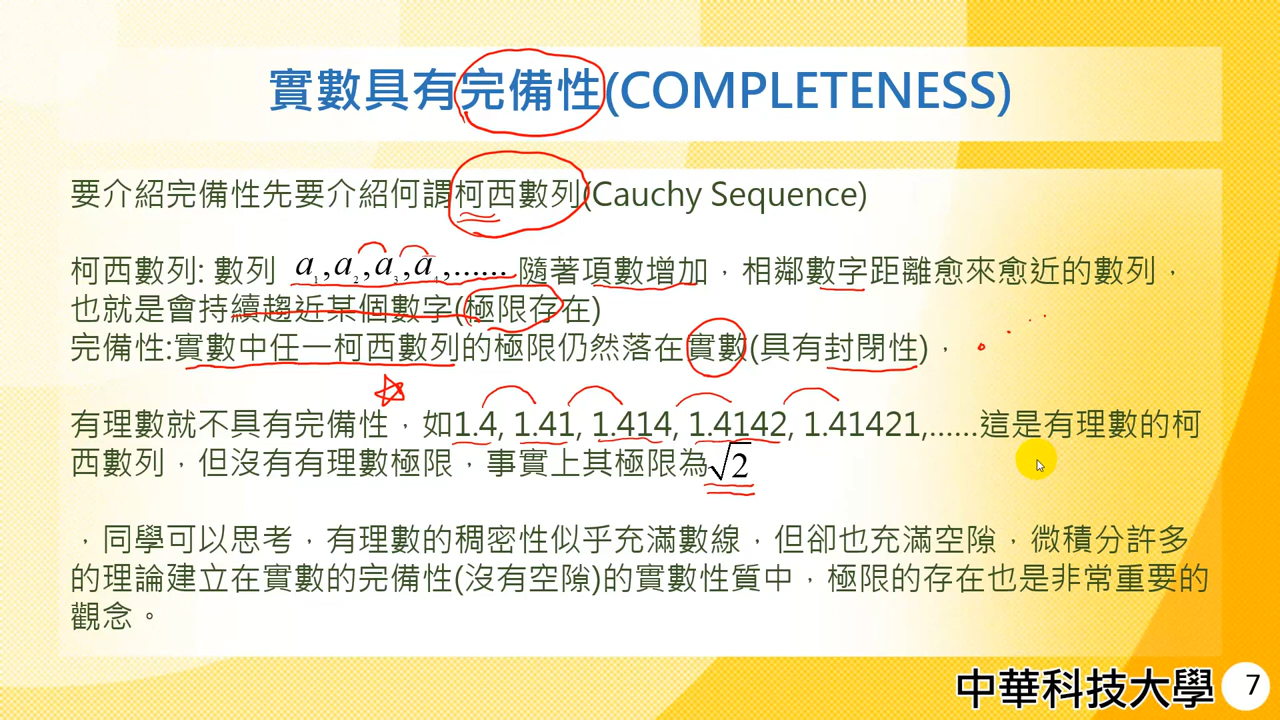 實數具有完備性(COMPLETENESS)
要介紹完備性先要介紹何謂柯西數列(Cauchy Sequence)
柯西數列: 數列 a₁,a₂,a₃,a₄,...... 隨著項數增加，相鄰數字距離愈來愈近的數列，
也就是會持續趨近某個數字(極限存在)
完備性:實數中任一柯西數列的極限仍然落在實數(具有封閉性)，
有理數就不具有完備性，如1.4, 1.41, 1.414, 1.4142, 1.41421,......這是有理數的柯
西數列，但沒有有理數極限，事實上其極限為√2
，同學可以思考，有理數的稠密性似乎充滿數線，但卻也充滿空隙，微積分許多
的理論建立在實數的完備性(沒有空隙)的實數性質中，極限的存在也是非常重要的
觀念。
中華科技大學 7